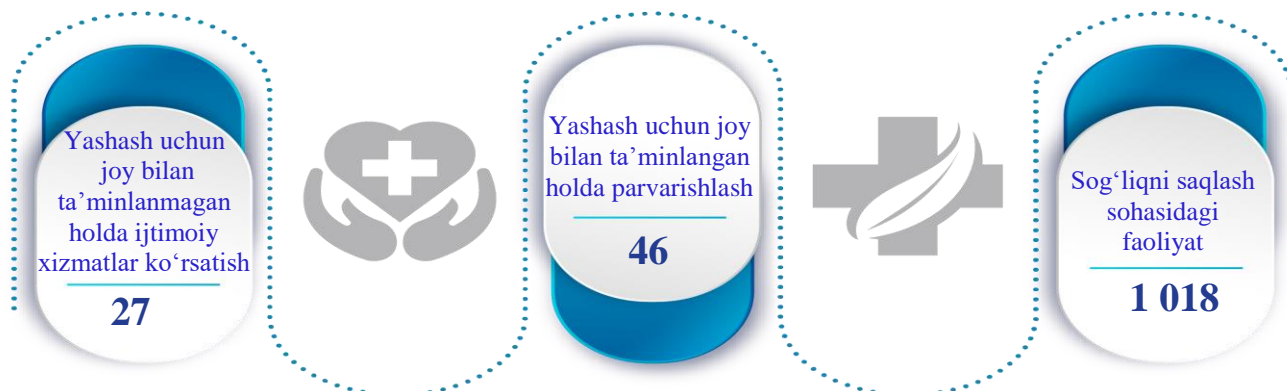 Yashash uchun
joy bilan
ta’minlanmagan
holda ijtimoiy
xizmatlar ko‘rsatish
27
Yashash uchun joy
bilan ta’minlangan
holda parvarishlash
46
Sog‘liqni saqlash
sohasidagi
faoliyat
1 018